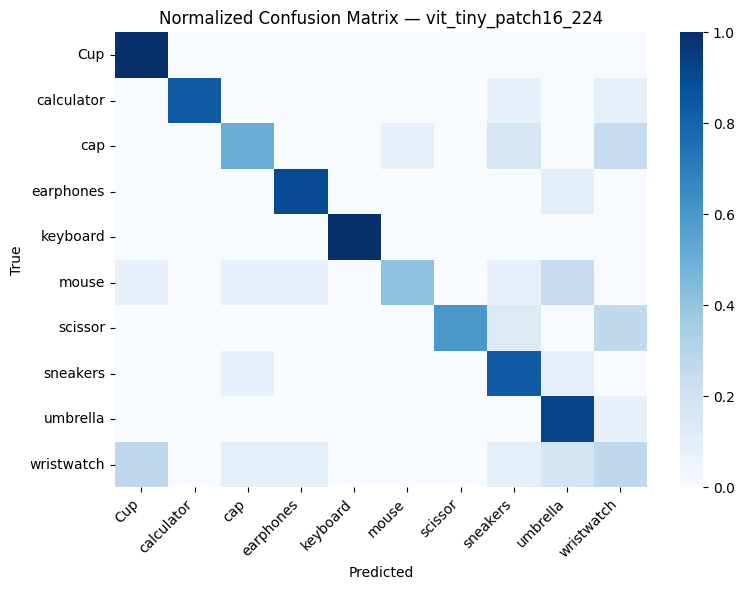 Normalized Confusion Matrix — vit_tiny_patch16_224
Cup
calculator
cap
earphones
keyboard
mouse
scissor
sneakers
umbrella
wristwatch
True
Cup
calculator
cap
earphones
keyboard
mouse
scissor
sneakers
umbrella
wristwatch
Predicted
1.0
0.8
0.6
0.4
0.2
0.0